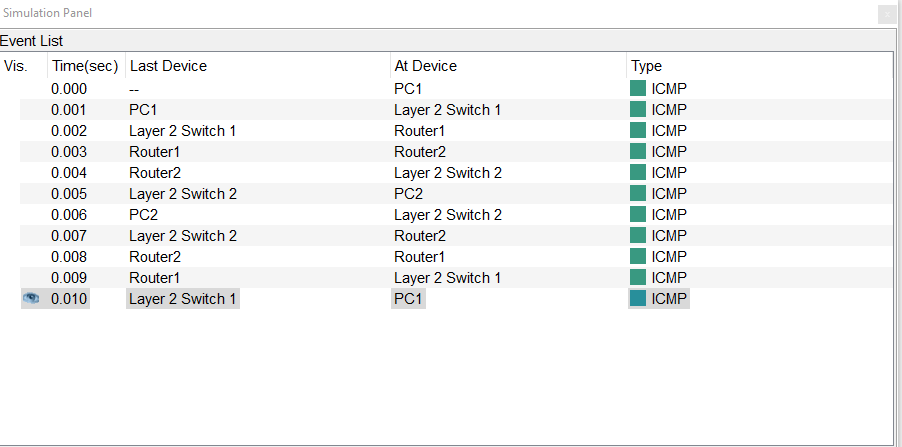 Simulation Panel
Event List
Vis. Time(sec) Last Device At Device Type
0.000 -- PC1 ICMP
0.001 PC1 Layer 2 Switch 1 ICMP
0.002 Layer 2 Switch 1 Router1 ICMP
0.003 Router1 Router2 ICMP
0.004 Router2 Layer 2 Switch 2 ICMP
0.005 Layer 2 Switch 2 PC2 ICMP
0.006 PC2 Layer 2 Switch 2 ICMP
0.007 Layer 2 Switch 2 Router2 ICMP
0.008 Router2 Router1 ICMP
0.009 Router1 Layer 2 Switch 1 ICMP
0.010 Layer 2 Switch 1 PC1 ICMP